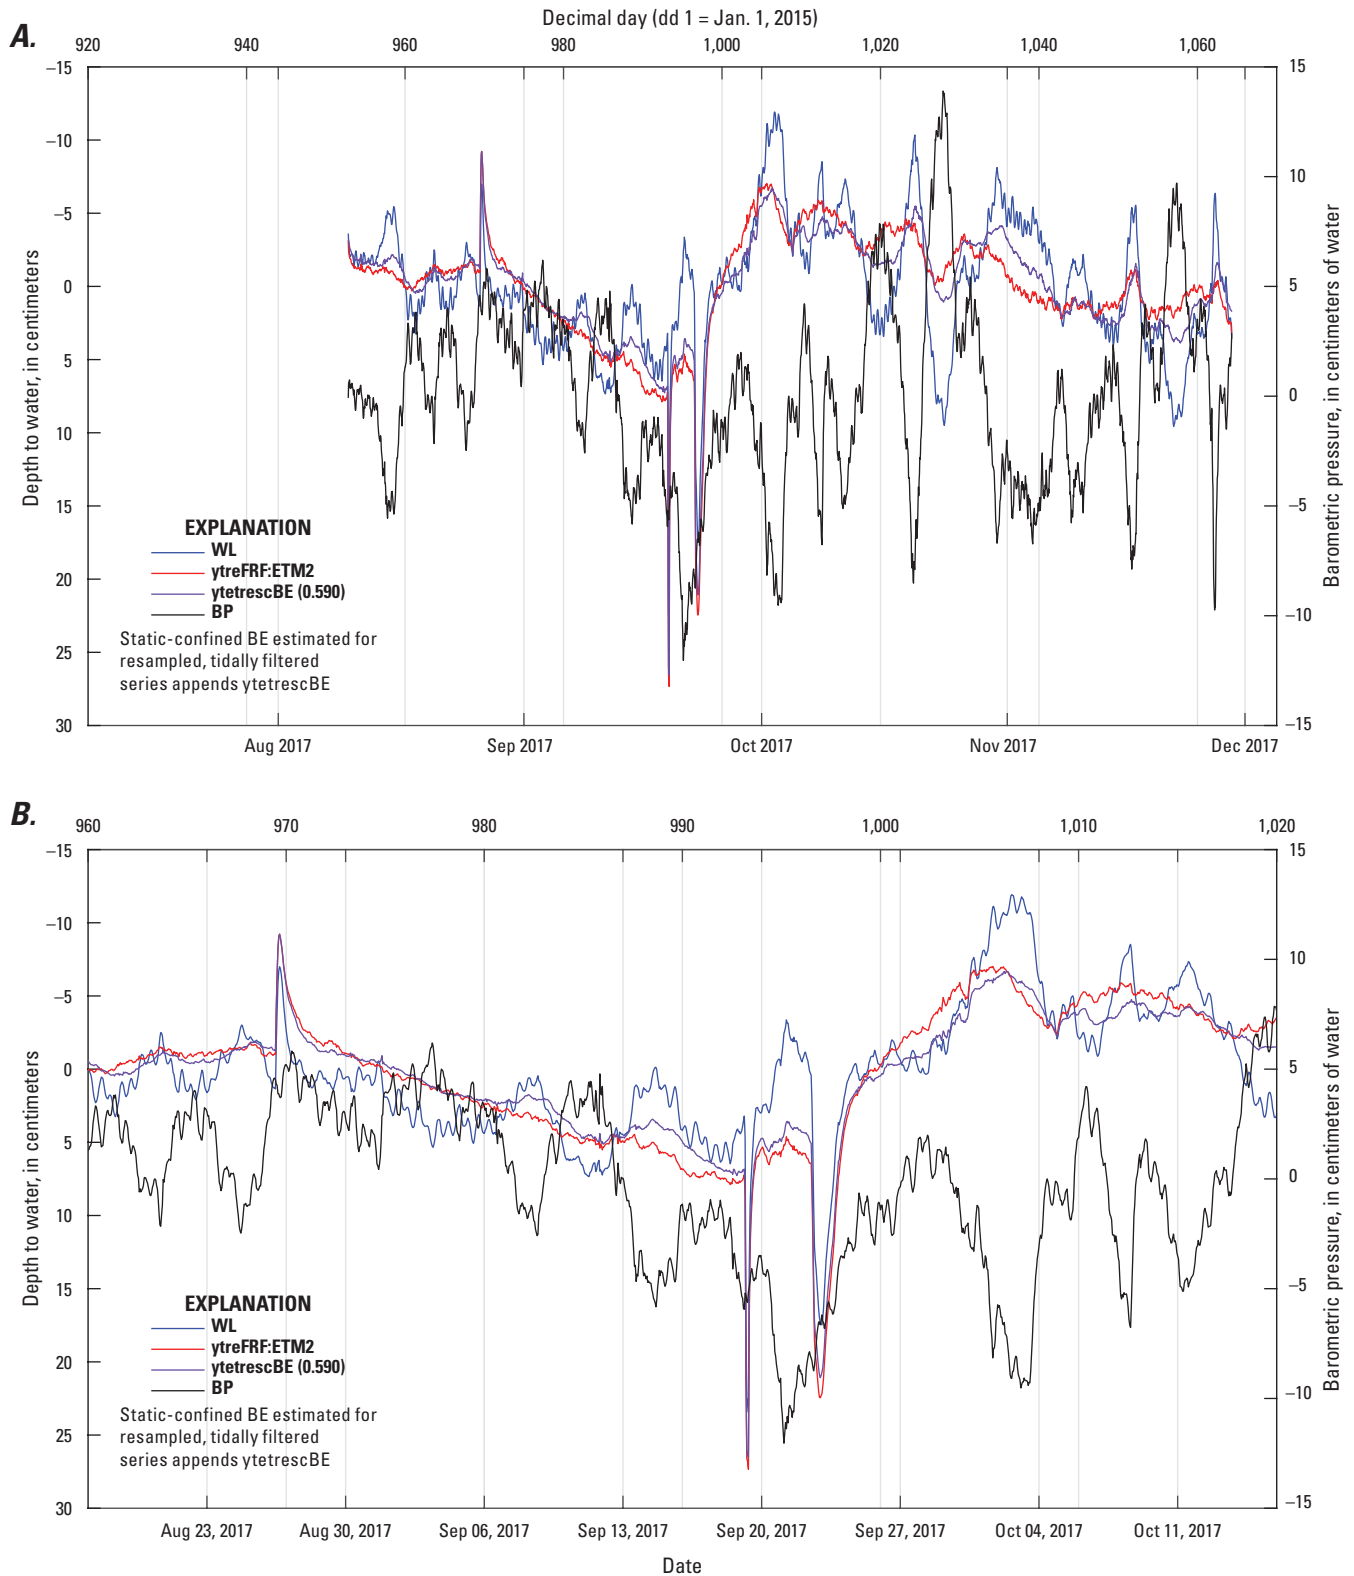 A.
Decimal day (dd 1 = Jan. 1, 2015)
920 940 960 980 1,000 1,020 1,040 1,060
Depth to water, in centimeters
–15
–10
–5
0
5
10
15
20
25
30
15
10
5
0
–5
–10
–15
Barometric pressure, in centimeters of water
EXPLANATION
WL
ytreFRF:ETM2
ytetrescBE (0.590)
BP
Static-confined BE estimated for
resampled, tidally filtered
series appends ytetrescBE
Aug 2017 Sep 2017 Oct 2017 Nov 2017 Dec 2017
B.
960 970 980 990 1,000 1,010 1,020
Depth to water, in centimeters
–15
–10
–5
0
5
10
15
20
25
30
15
10
5
0
–5
–10
–15
Barometric pressure, in centimeters of water
EXPLANATION
WL
ytreFRF:ETM2
ytetrescBE (0.590)
BP
Static-confined BE estimated for
resampled, tidally filtered
series appends ytetrescBE
Aug 23, 2017 Aug 30, 2017 Sep 06, 2017 Sep 13, 2017 Sep 20, 2017 Sep 27, 2017 Oct 04, 2017 Oct 11, 2017
Date